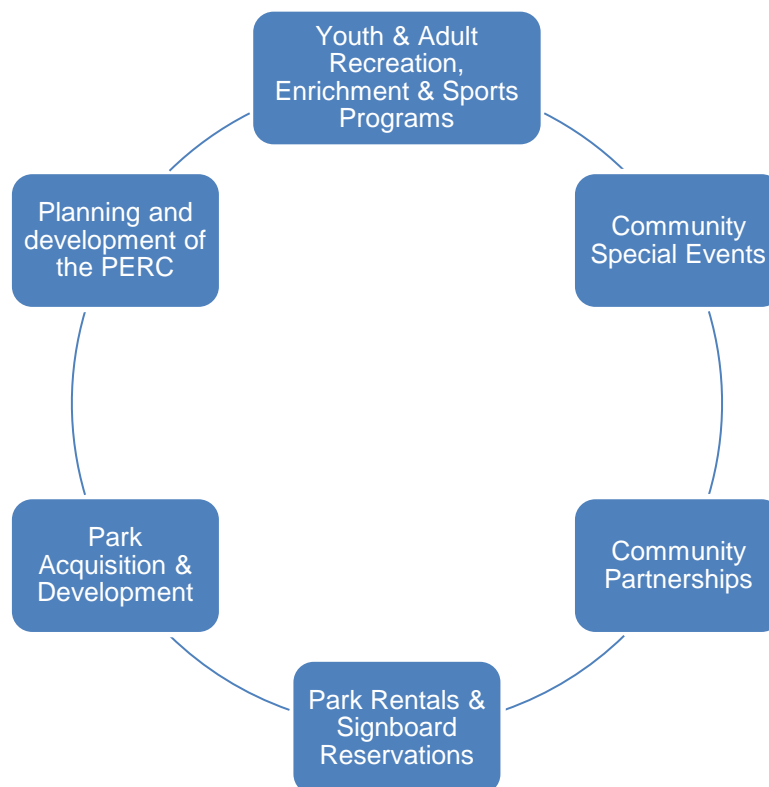 Youth & Adult
Recreation,
Enrichment & Sports
Programs
Community
Special Events
Community
Partnerships
Park Rentals &
Signboard
Reservations
Park
Acquisition &
Development
Planning and
development of
the PERC